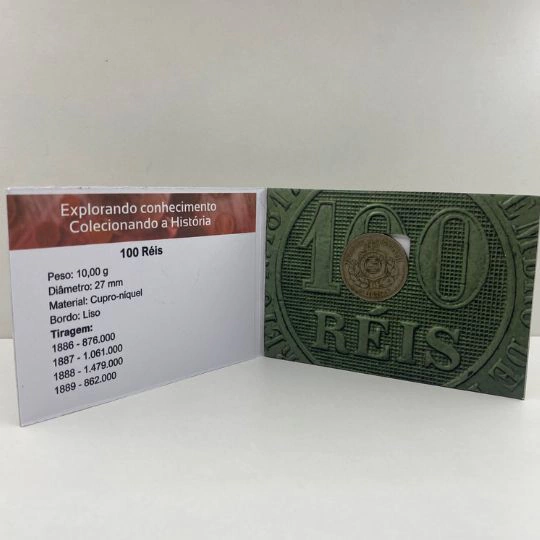 Explorando conhecimento
Colecionando a História
100 Réis
Peso: 10,00 g
Diâmetro: 27 mm
Material: Cupro-níquel
Bordo: Liso
Tiragem:
1886 - 876.000
1887 - 1.061.000
1888 - 1.479.000
1889 - 862.000
100
RÉIS